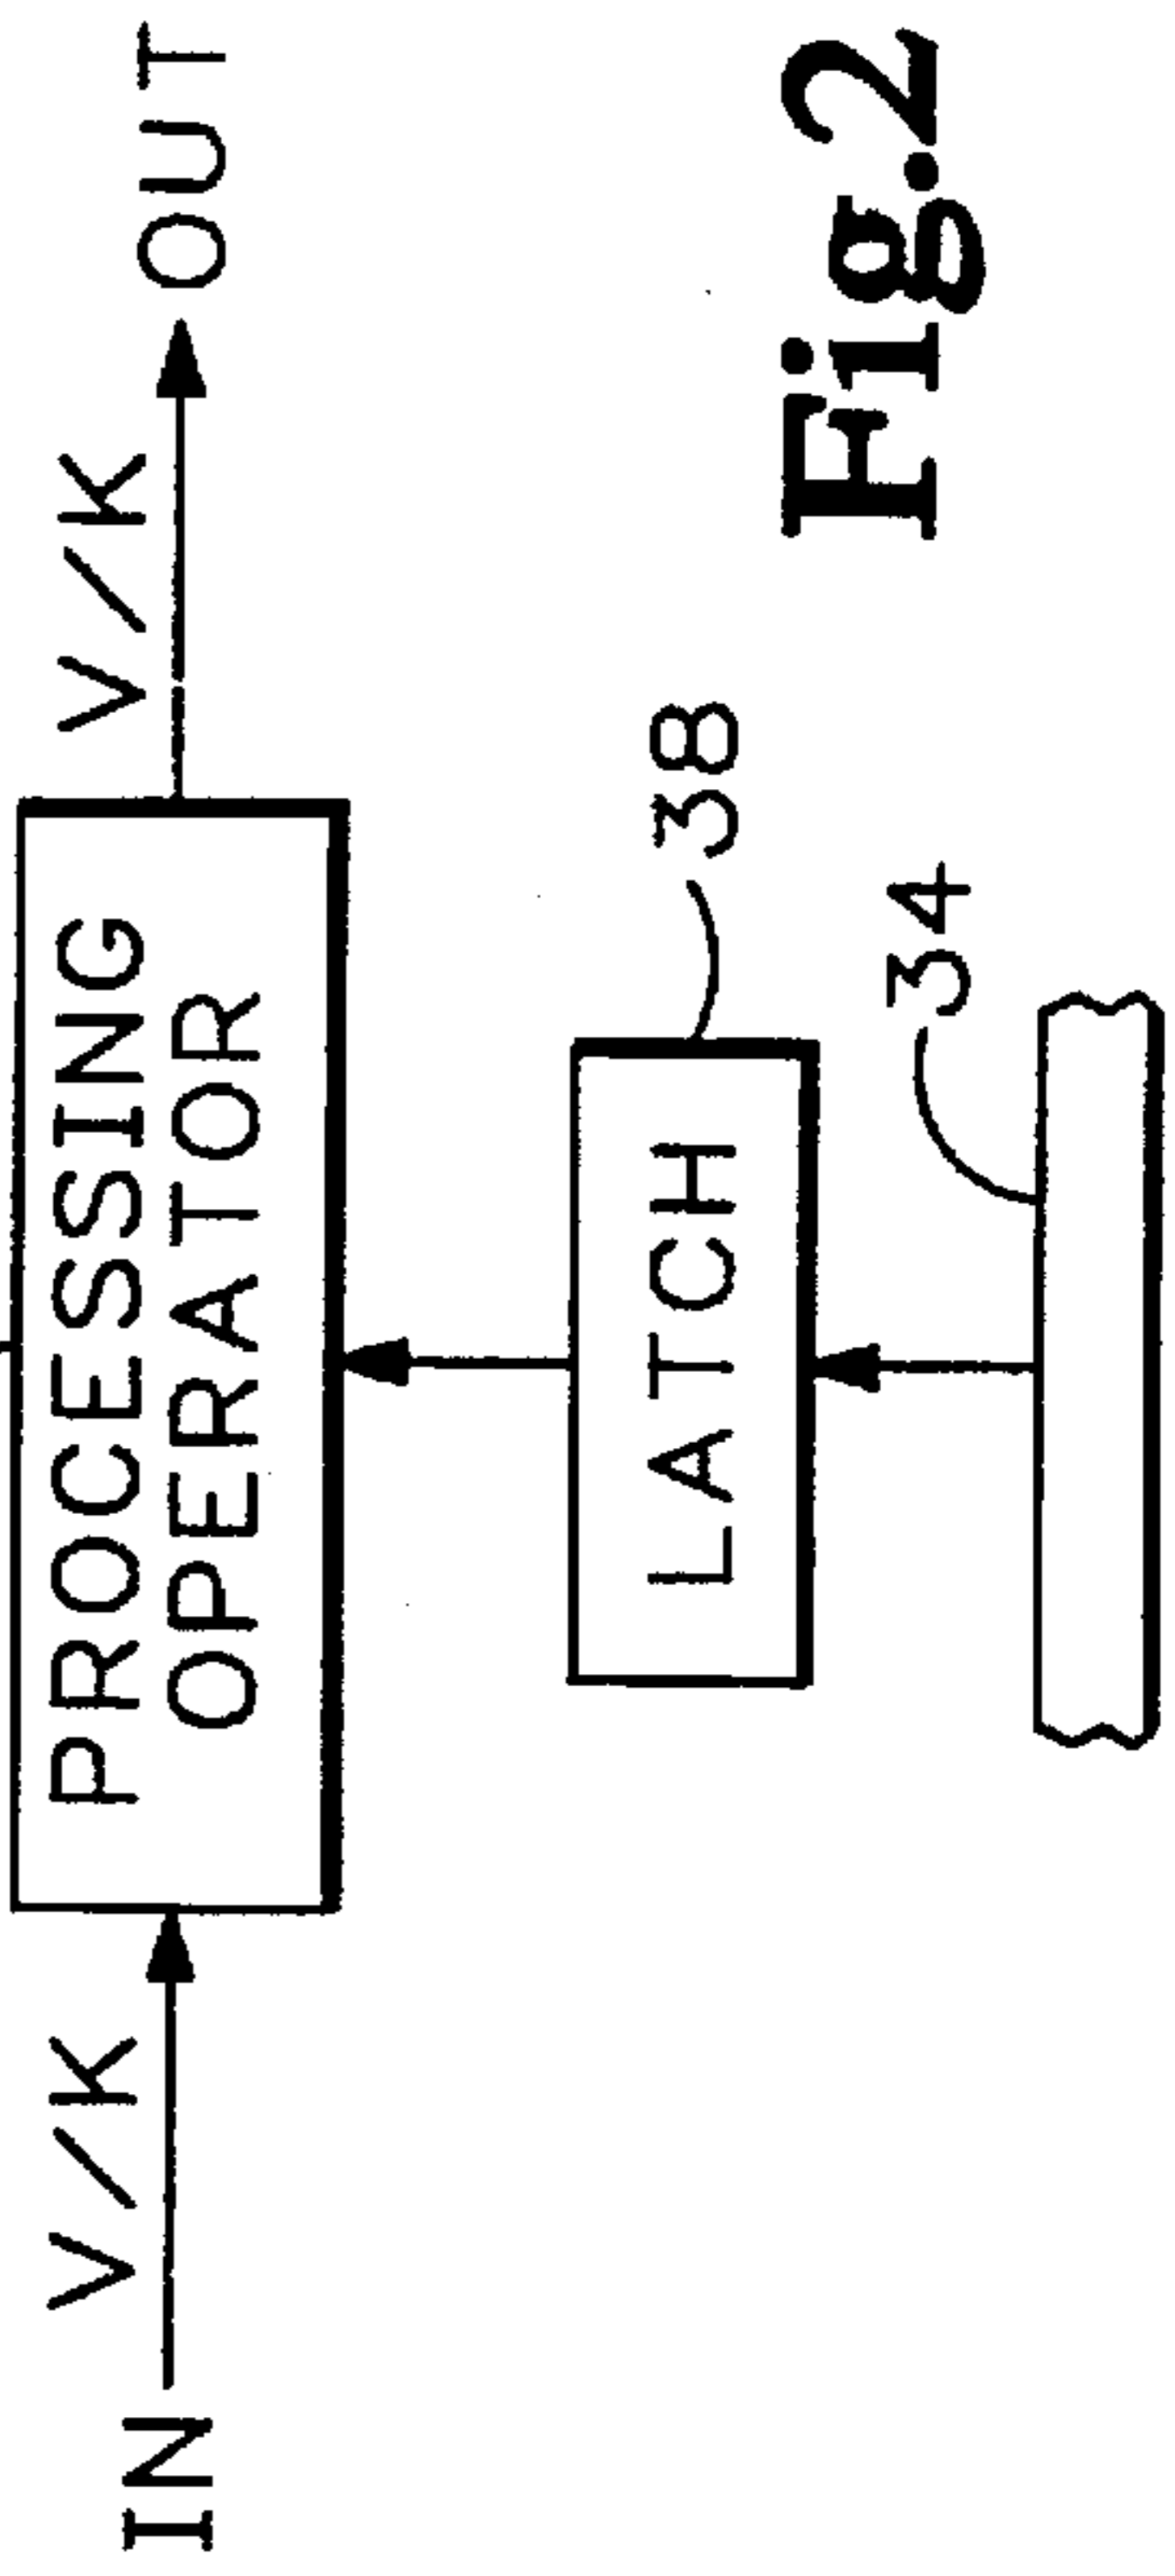 V/K
V/K
IN
PROCESSING
OPERATOR
OUT
LATCH
38
34
Fig.2